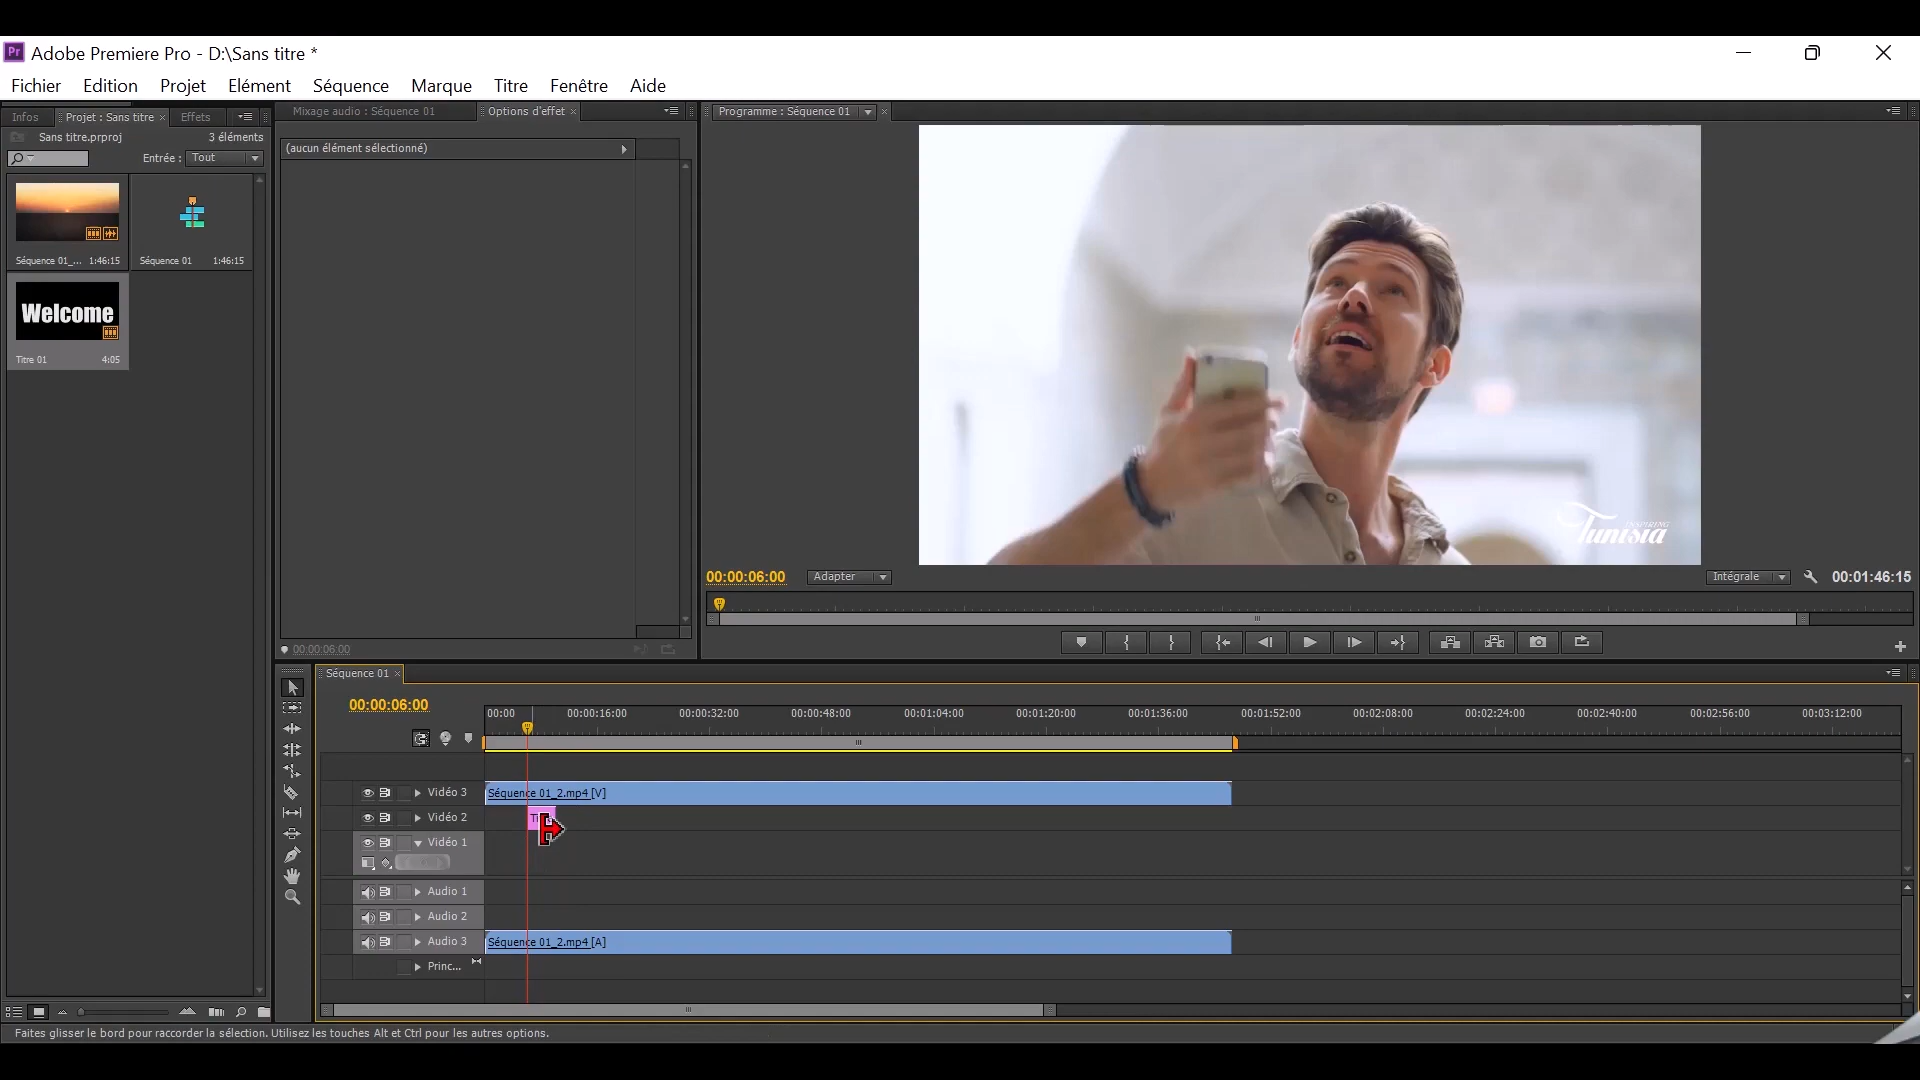 Pr Adobe Premiere Pro - D:\Sans titre *
Fichier Edition Projet Elément Séquence Marque Titre Fenêtre Aide
Infos Projet : Sans titre × Effets
Sans titre.prproj 3 éléments
Entrée : Tout
Séquence 01_... 1:46:15
Séquence 01 1:46:15
Welcome
Titre 01 4:05
Mixage audio : Séquence 01 Options d'effet ×
(aucun élément sélectionné)
00:00:06:00
Programme : Séquence 01 ×
INSPIRING
Tunisia
00:00:06:00 Adapter Intégrale 00:01:46:15
Séquence 01 ×
00:00:06:00
00:00 00:00:16:00 00:00:32:00 00:00:48:00 00:01:04:00 00:01:20:00 00:01:36:00 00:01:52:00 00:02:08:00 00:02:24:00 00:02:40:00 00:02:56:00 00:03:12:00
Vidéo 3 Séquence 01_2.mp4 [V]
Vidéo 2
Vidéo 1
Audio 1
Audio 2
Audio 3 Séquence 01_2.mp4 [A]
Princ...
Faites glisser le bord pour raccorder la sélection. Utilisez les touches Alt et Ctrl pour les autres options.